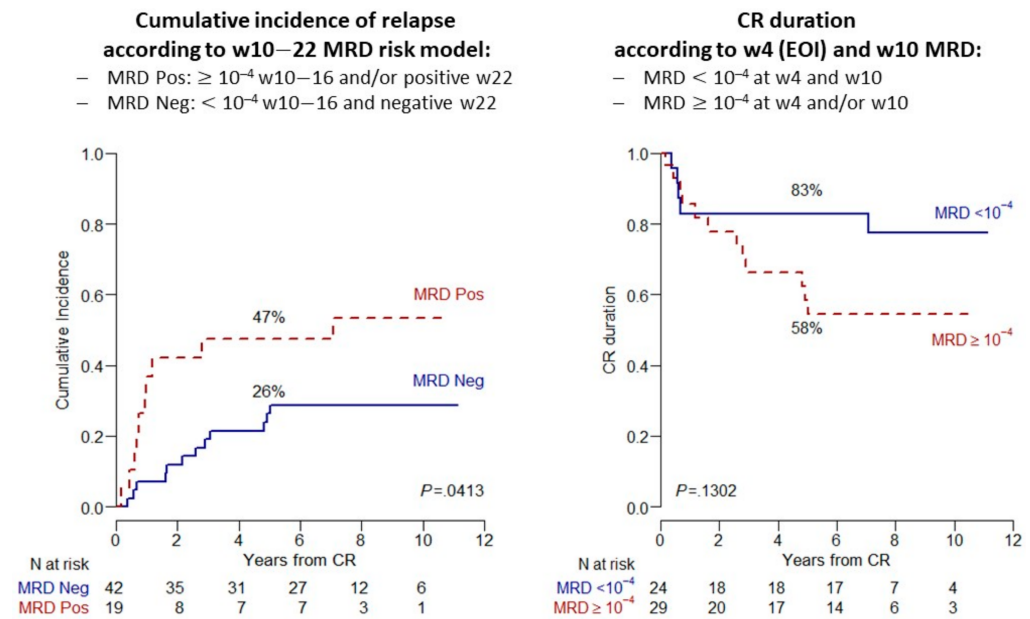 Cumulative incidence of relapse
according to w10–22 MRD risk model:
– MRD Pos: ≥ 10⁻⁴ w10–16 and/or positive w22
– MRD Neg: < 10⁻⁴ w10–16 and negative w22
1.0
0.8
0.6
0.4
0.2
0.0
Cumulative Incidence
47%
MRD Pos
26%
MRD Neg
P=.0413
0 2 4 6 8 10 12
Years from CR
N at risk
MRD Neg 42 35 31 27 12 6
MRD Pos 19 8 7 7 3 1
CR duration
according to w4 (EOI) and w10 MRD:
– MRD < 10⁻⁴ at w4 and w10
– MRD ≥ 10⁻⁴ at w4 and/or w10
1.0
0.8
0.6
0.4
0.2
0.0
CR duration
83%
MRD <10⁻⁴
58%
MRD ≥ 10⁻⁴
P=.1302
0 2 4 6 8 10 12
Years from CR
N at risk
MRD <10⁻⁴ 24 18 18 17 7 4
MRD ≥ 10⁻⁴ 29 20 17 14 6 3